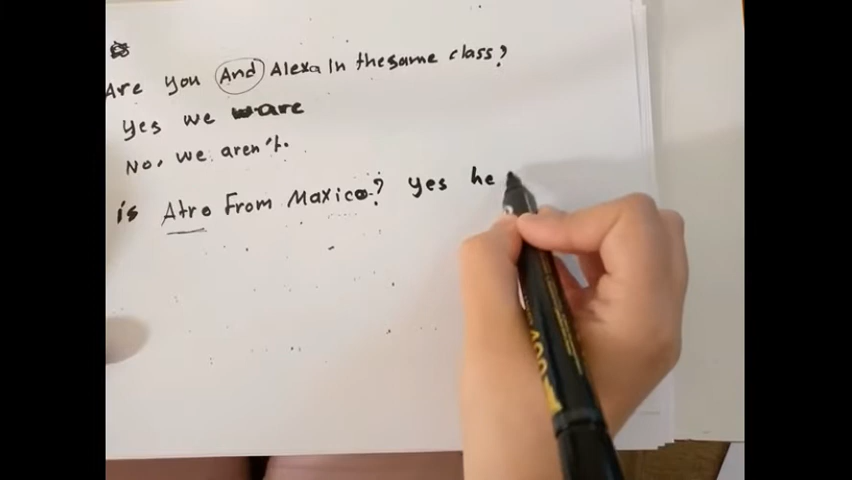 Are you And Alexa In the same class?
Yes we are
No, we aren't.
is Atro From Maxico? yes he